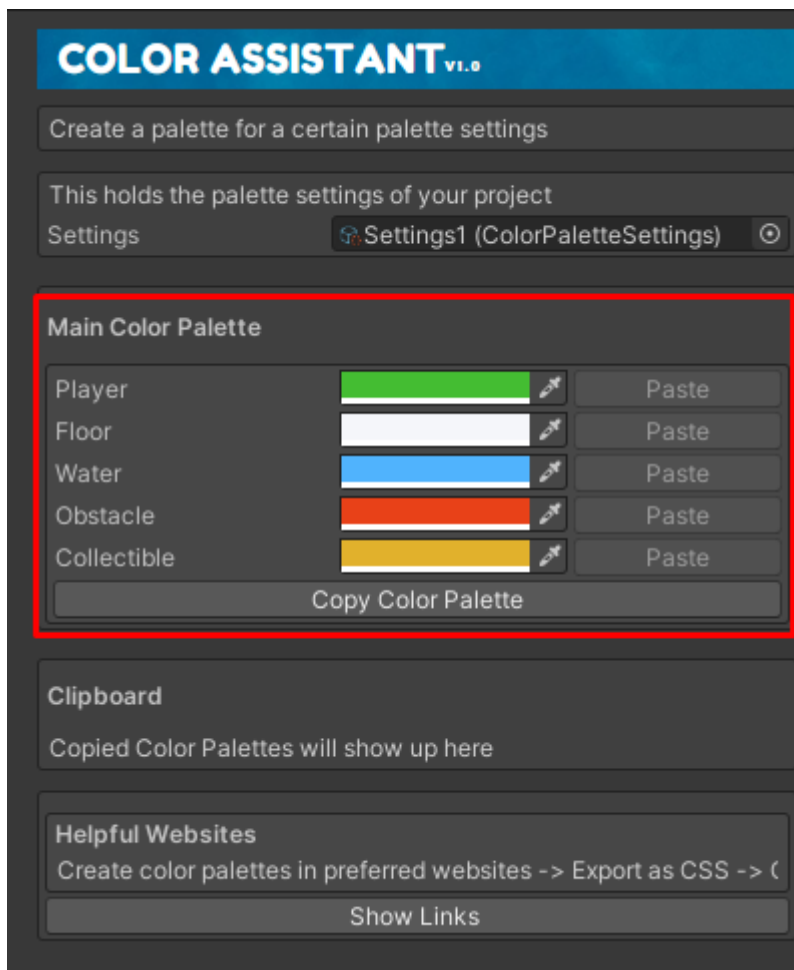 COLOR ASSISTANT V1.0
Create a palette for a certain palette settings
This holds the palette settings of your project
Settings Settings1 (ColorPaletteSettings)
Main Color Palette
Player Paste
Floor Paste
Water Paste
Obstacle Paste
Collectible Paste
Copy Color Palette
Clipboard
Copied Color Palettes will show up here
Helpful Websites
Create color palettes in preferred websites -> Export as CSS ->
Show Links